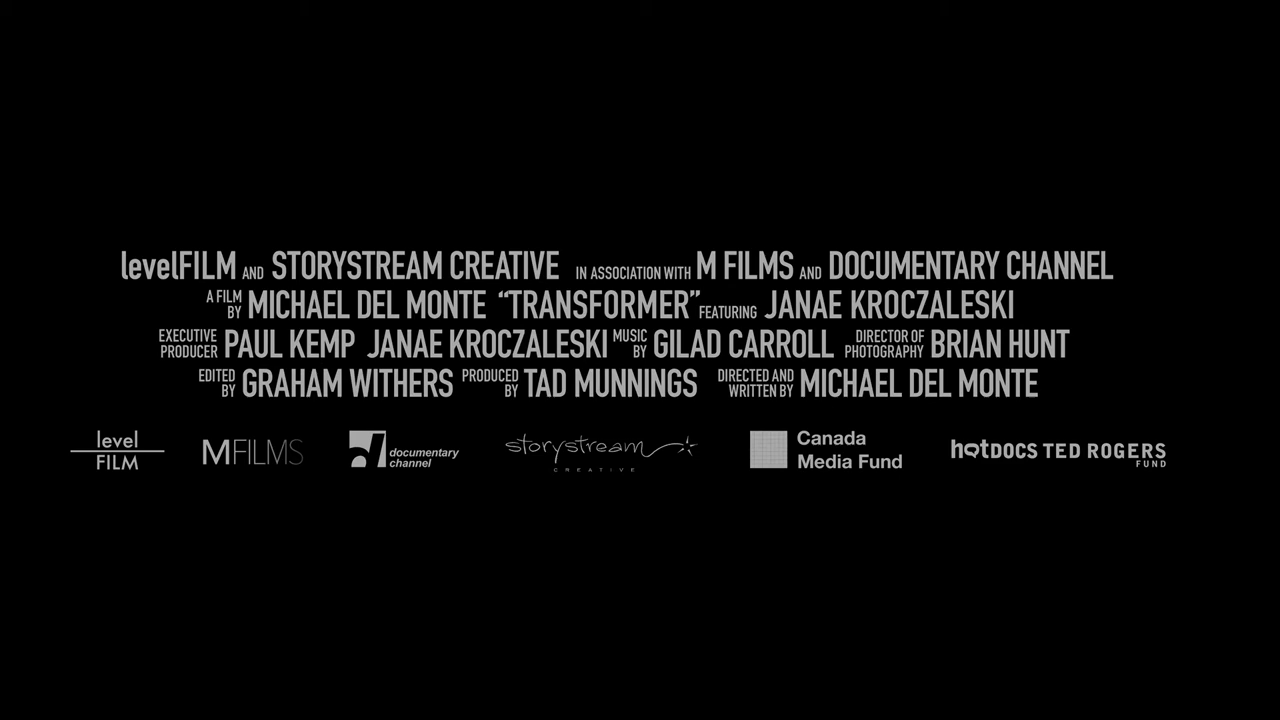 levelFILM AND STORYSTREAM CREATIVE IN ASSOCIATION WITH M FILMS AND DOCUMENTARY CHANNEL
A FILM BY MICHAEL DEL MONTE “TRANSFORMER” FEATURING JANAE KROCZALESKI
EXECUTIVE PRODUCER PAUL KEMP JANAE KROCZALESKI MUSIC BY GILAD CARROLL DIRECTOR OF PHOTOGRAPHY BRIAN HUNT
EDITED BY GRAHAM WITHERS PRODUCED BY TAD MUNNINGS DIRECTED AND WRITTEN BY MICHAEL DEL MONTE
level FILM
MFILMS
documentary channel
storystream CREATIVE
Canada Media Fund
hotDOCS TED ROGERS FUND